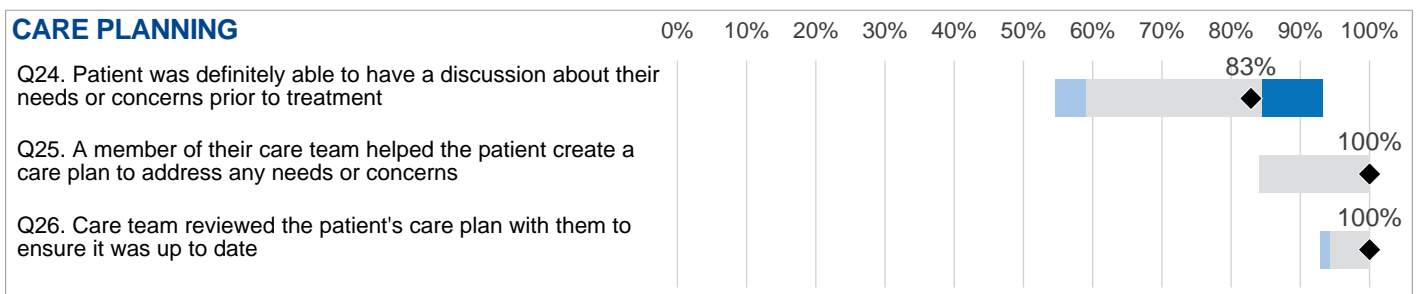 CARE PLANNING
0% 10% 20% 30% 40% 50% 60% 70% 80% 90% 100%
Q24. Patient was definitely able to have a discussion about their
needs or concerns prior to treatment
83%
Q25. A member of their care team helped the patient create a
care plan to address any needs or concerns
100%
Q26. Care team reviewed the patient's care plan with them to
ensure it was up to date
100%